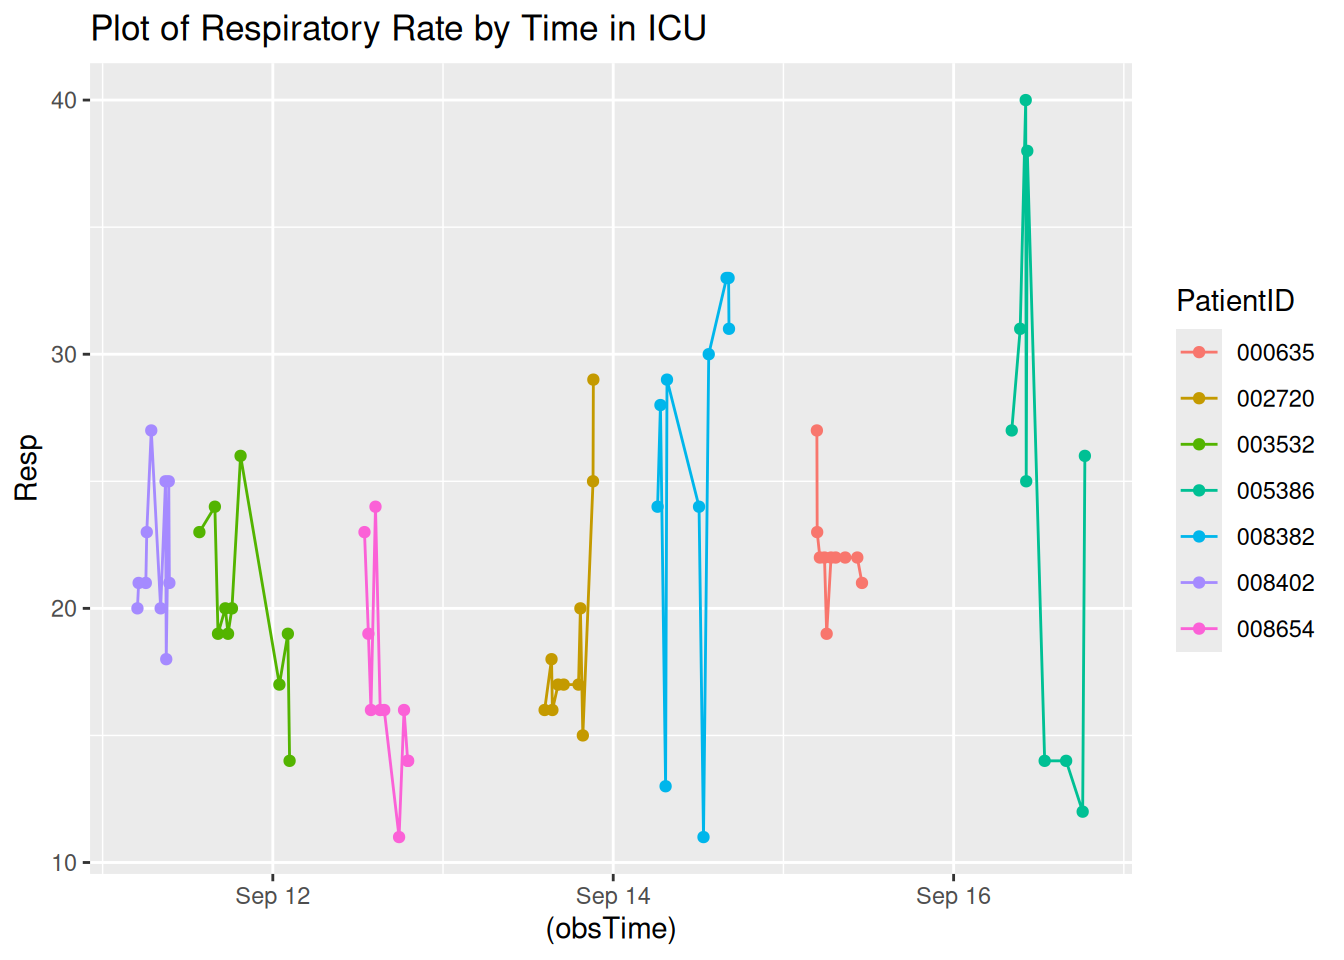 Plot of Respiratory Rate by Time in ICU
40
30
20
10
Resp
Sep 12
Sep 14
Sep 16
(obsTime)
PatientID
000635
002720
003532
005386
008382
008402
008654